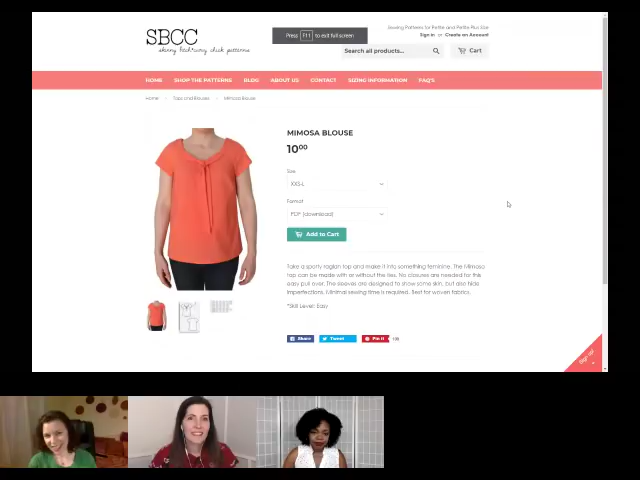 SBCC
skinny bitch curvy chick patterns
Press F11 to exit full screen
Sewing Patterns for Petite and Petite Plus Size
Sign in or Create an Account
Search all products...
Cart
HOME SHOP THE PATTERNS BLOG ABOUT US CONTACT SIZING INFORMATION FAQ'S
Home Tops and Blouses Mimosa Blouse
MIMOSA BLOUSE
10 00
Size
XXS-L
Format
PDF (download)
Add to Cart
Take a sporty raglan top and make it into something feminine. The Mimosa
top can be made with or without the ties. No closures are needed for this
easy pull over. The sleeves are designed to show some skin, but also hide
imperfections. Minimal sewing time is required. Best for woven fabrics.
*Skill Level: Easy
Share Tweet Pin it
Sign up!